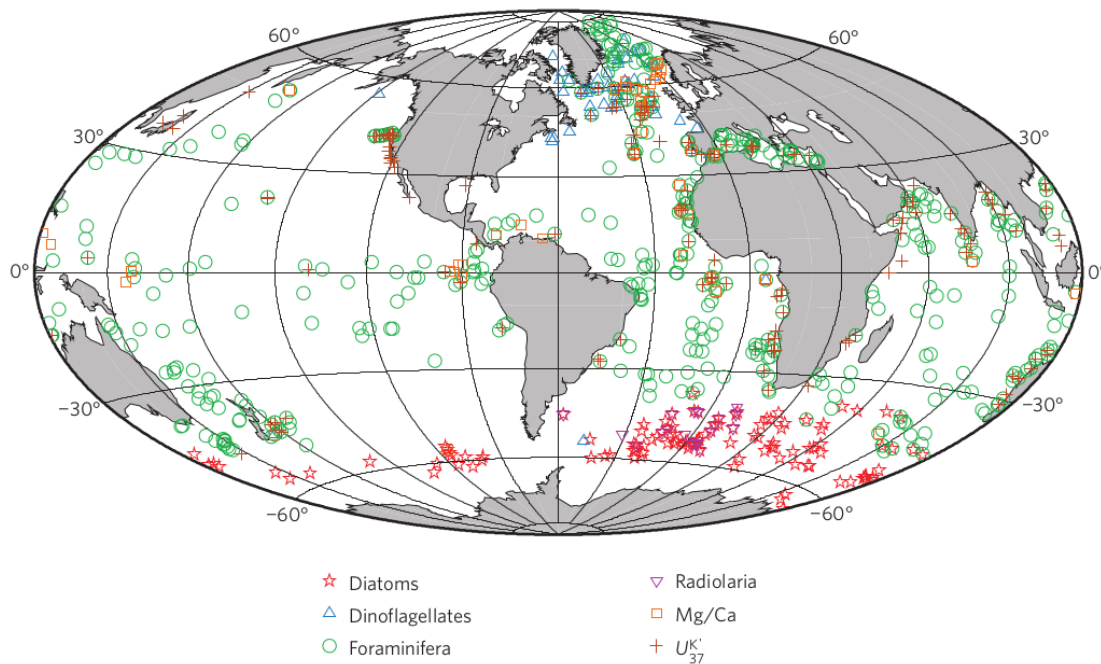 60° 60°
30° 30°
0° 0°
−30° −30°
−60° −60°
Diatoms Radiolaria
Dinoflagellates Mg/Ca
Foraminifera U37K'